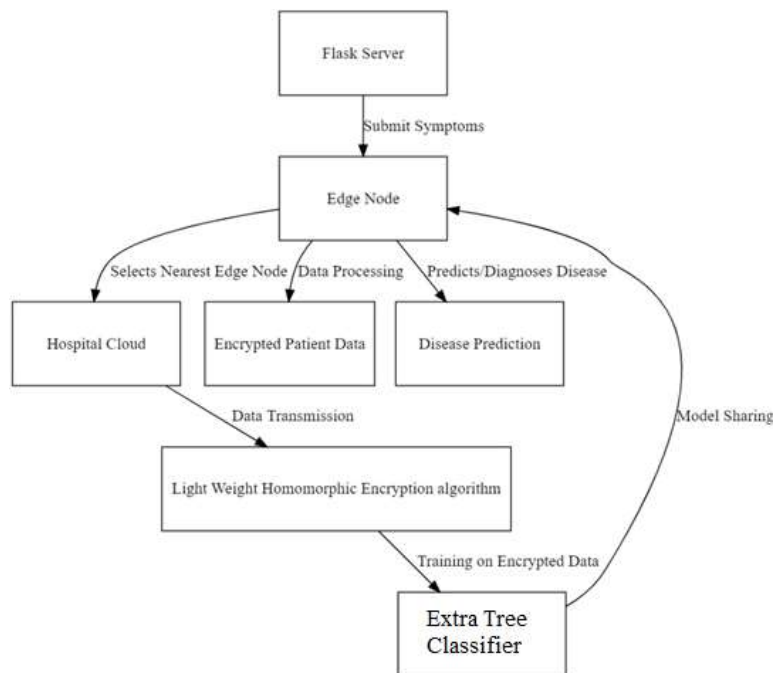 Flask Server
Submit Symptoms
Edge Node
Selects Nearest Edge Node
Data Processing
Predicts/Diagnoses Disease
Hospital Cloud
Encrypted Patient Data
Disease Prediction
Data Transmission
Model Sharing
Light Weight Homomorphic Encryption algorithm
Training on Encrypted Data
Extra Tree
Classifier